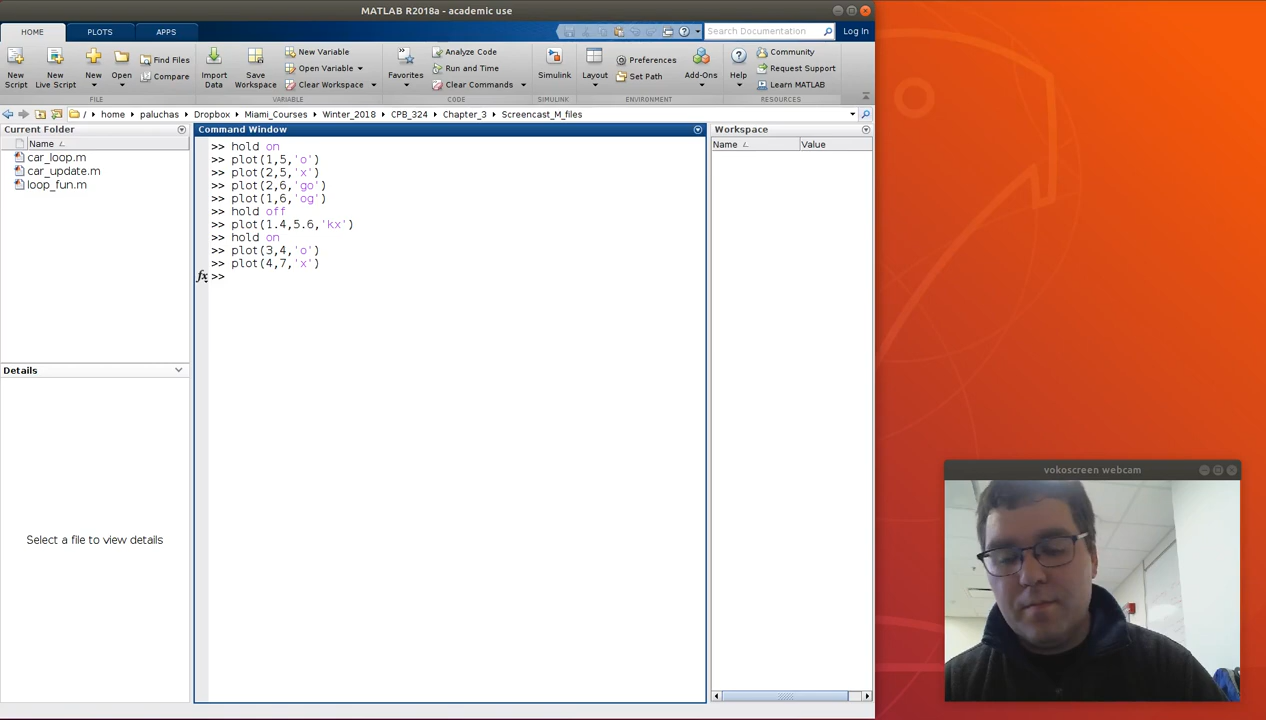 MATLAB R2018a - academic use
HOME PLOTS APPS
Search Documentation Log In
New Script
New Live Script
New
Open
Find Files
Compare
Import Data
Save Workspace
New Variable
Open Variable
Clear Workspace
Favorites
Analyze Code
Run and Time
Clear Commands
Simulink
Layout
Preferences
Set Path
Add-Ons
Help
Community
Request Support
Learn MATLAB
FILE VARIABLE CODE SIMULINK ENVIRONMENT RESOURCES
/ home paluchas Dropbox Miami_Courses Winter_2018 CPB_324 Chapter_3 Screencast_M_files
Current Folder
Name
car_loop.m
car_update.m
loop_fun.m
Details
Select a file to view details
Command Window
>> hold on
>> plot(1,5,'o')
>> plot(2,5,'x')
>> plot(2,6,'go')
>> plot(1,6,'og')
>> hold off
>> plot(1.4,5.6,'kx')
>> hold on
>> plot(3,4,'o')
>> plot(4,7,'x')
fx >>
Workspace
Name Value
vokoscreen webcam